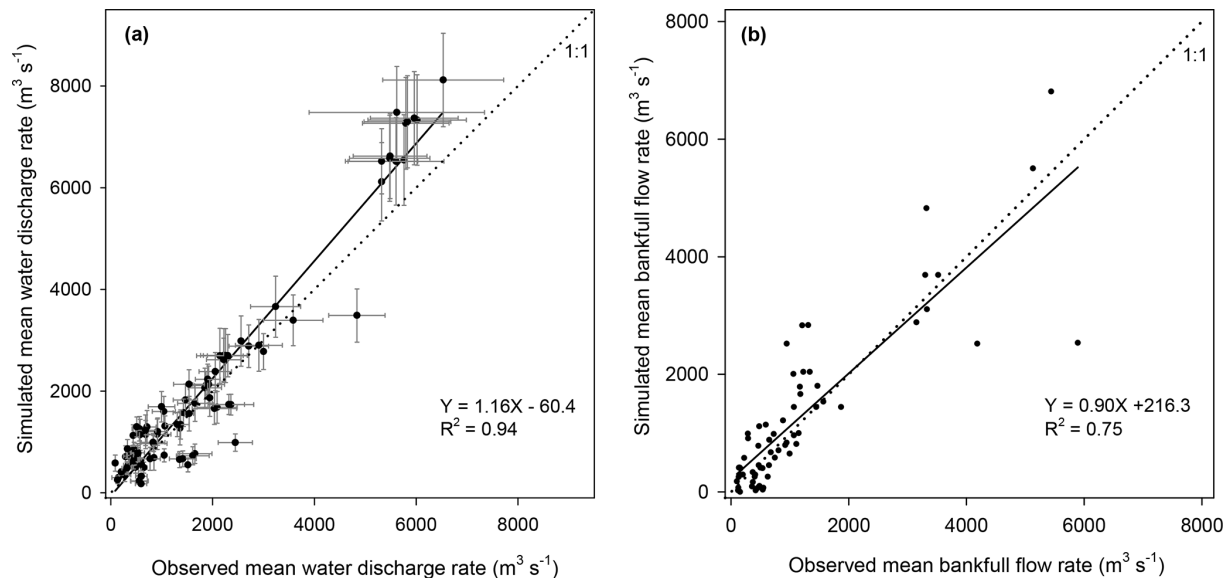 (a)
1:1
Simulated mean water discharge rate (m³ s⁻¹)
8000
6000
4000
2000
0
Y = 1.16X - 60.4
R² = 0.94
0 2000 4000 6000 8000
Observed mean water discharge rate (m³ s⁻¹)
(b)
1:1
Simulated mean bankfull flow rate (m³ s⁻¹)
8000
6000
4000
2000
0
Y = 0.90X +216.3
R² = 0.75
0 2000 4000 6000 8000
Observed mean bankfull flow rate (m³ s⁻¹)